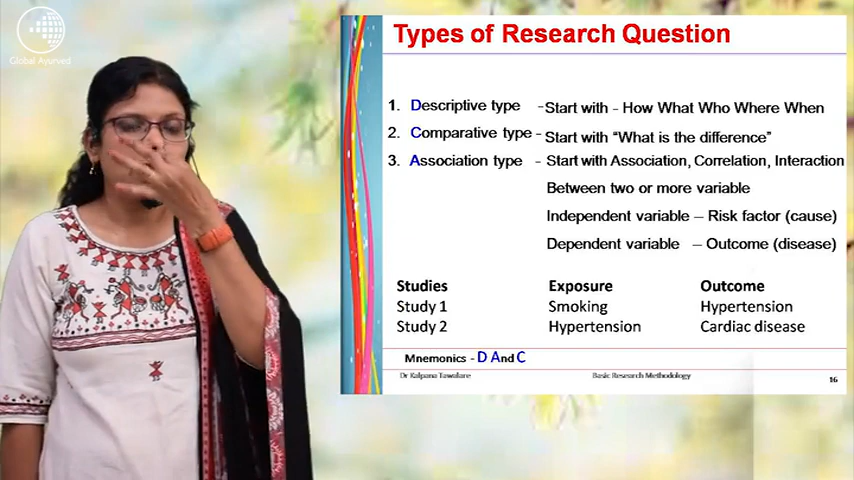 Global Ayurved
Types of Research Question
1. Descriptive type - Start with - How What Who Where When
2. Comparative type - Start with “What is the difference”
3. Association type - Start with Association, Correlation, Interaction
Between two or more variable
Independent variable – Risk factor (cause)
Dependent variable – Outcome (disease)
Studies Exposure Outcome
Study 1 Smoking Hypertension
Study 2 Hypertension Cardiac disease
Mnemonics - D And C
Dr Kalpana Tawalare Basic Research Methodology 16